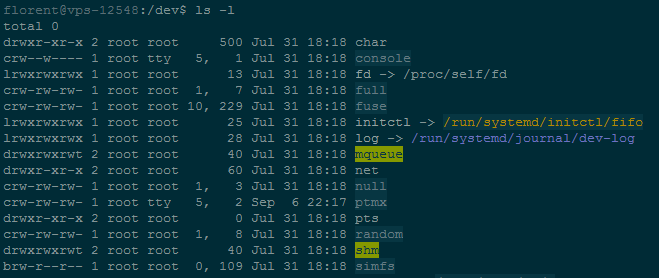 florent@vps-12548:/dev$ ls -l
total 0
drwxr-xr-x 2 root root     500 Jul 31 18:18 char
crw--w---- 1 root tty   5,   1 Jul 31 18:18 console
lrwxrwxrwx 1 root root      13 Jul 31 18:18 fd -> /proc/self/fd
crw-rw-rw- 1 root root  1,   7 Jul 31 18:18 full
crw-rw-rw- 1 root root 10, 229 Jul 31 18:18 fuse
lrwxrwxrwx 1 root root      25 Jul 31 18:18 initctl -> /run/systemd/initctl/fifo
lrwxrwxrwx 1 root root      28 Jul 31 18:18 log -> /run/systemd/journal/dev-log
drwxrwxrwt 2 root root      40 Jul 31 18:18 mqueue
drwxr-xr-x 2 root root      60 Jul 31 18:18 net
crw-rw-rw- 1 root root  1,   3 Jul 31 18:18 null
crw-rw-rw- 1 root tty   5,   2 Sep  6 22:17 ptmx
drwxr-xr-x 2 root root       0 Jul 31 18:18 pts
crw-rw-rw- 1 root root  1,   8 Jul 31 18:18 random
drwxrwxrwt 2 root root      40 Jul 31 18:18 shm
brw-r--r-- 1 root root  0, 109 Jul 31 18:18 simfs